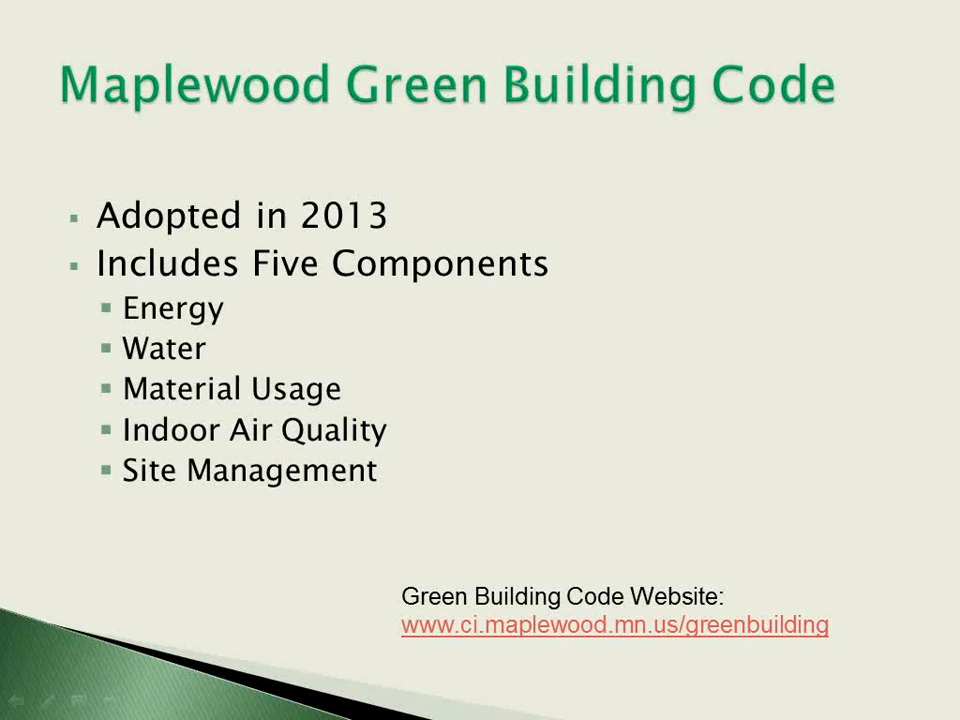 Maplewood Green Building Code
Adopted in 2013
Includes Five Components
Energy
Water
Material Usage
Indoor Air Quality
Site Management
Green Building Code Website:
www.ci.maplewood.mn.us/greenbuilding